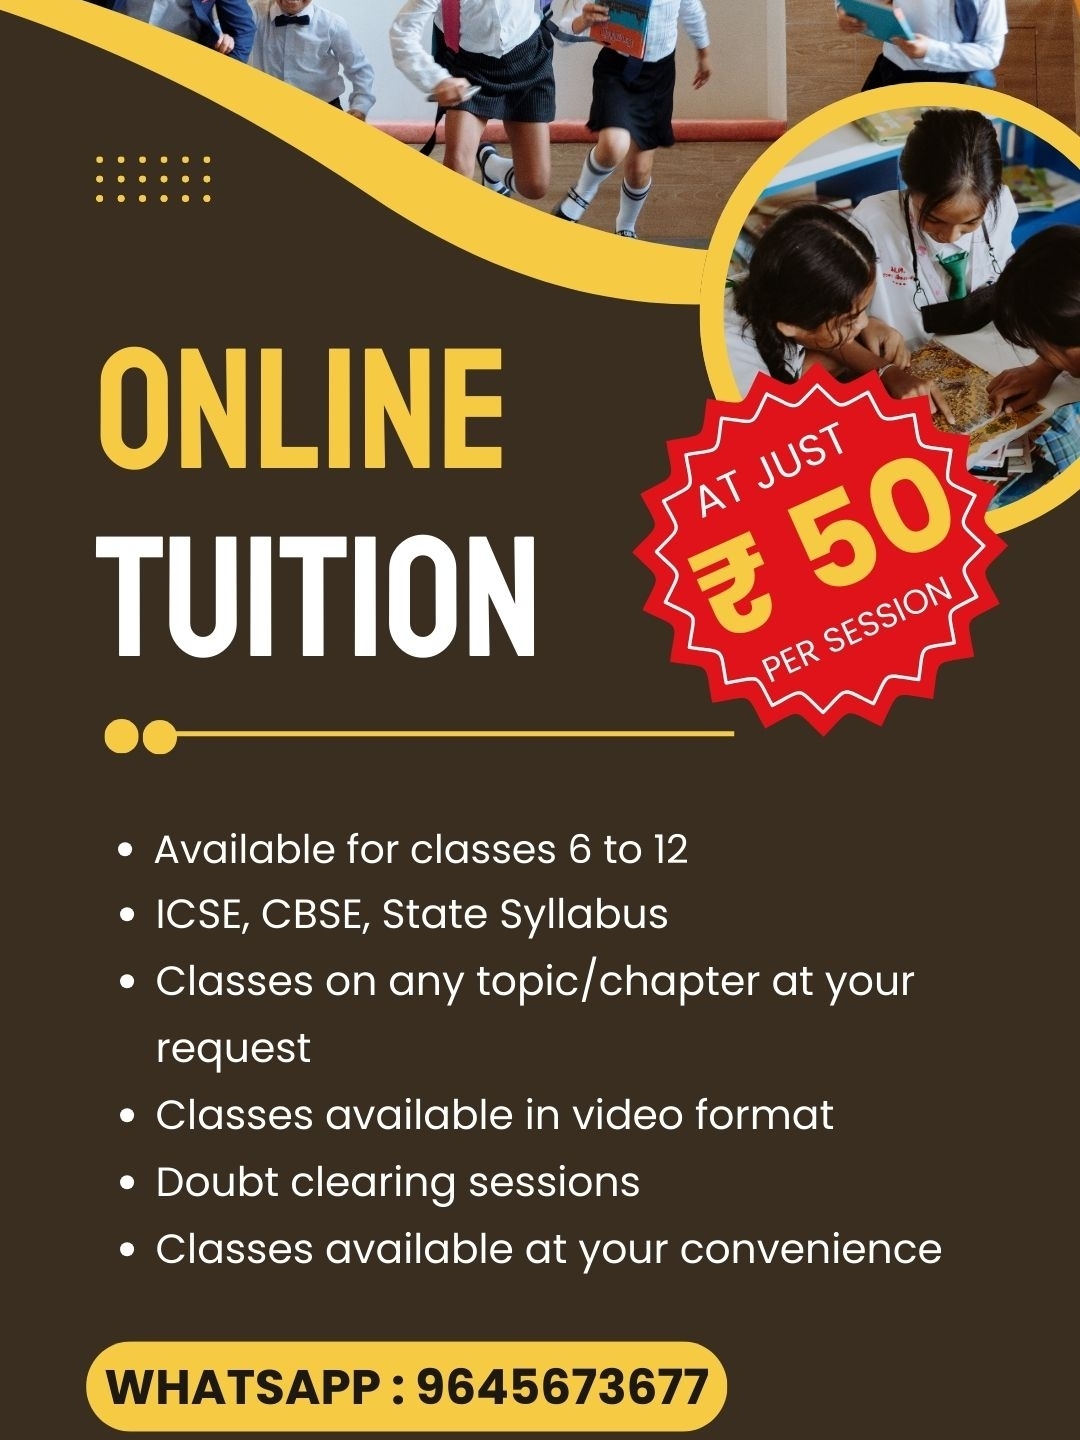 ONLINE
TUITION
AT JUST
₹ 50
PER SESSION
• Available for classes 6 to 12
• ICSE, CBSE, State Syllabus
• Classes on any topic/chapter at your
request
• Classes available in video format
• Doubt clearing sessions
• Classes available at your convenience
WHATSAPP : 9645673677